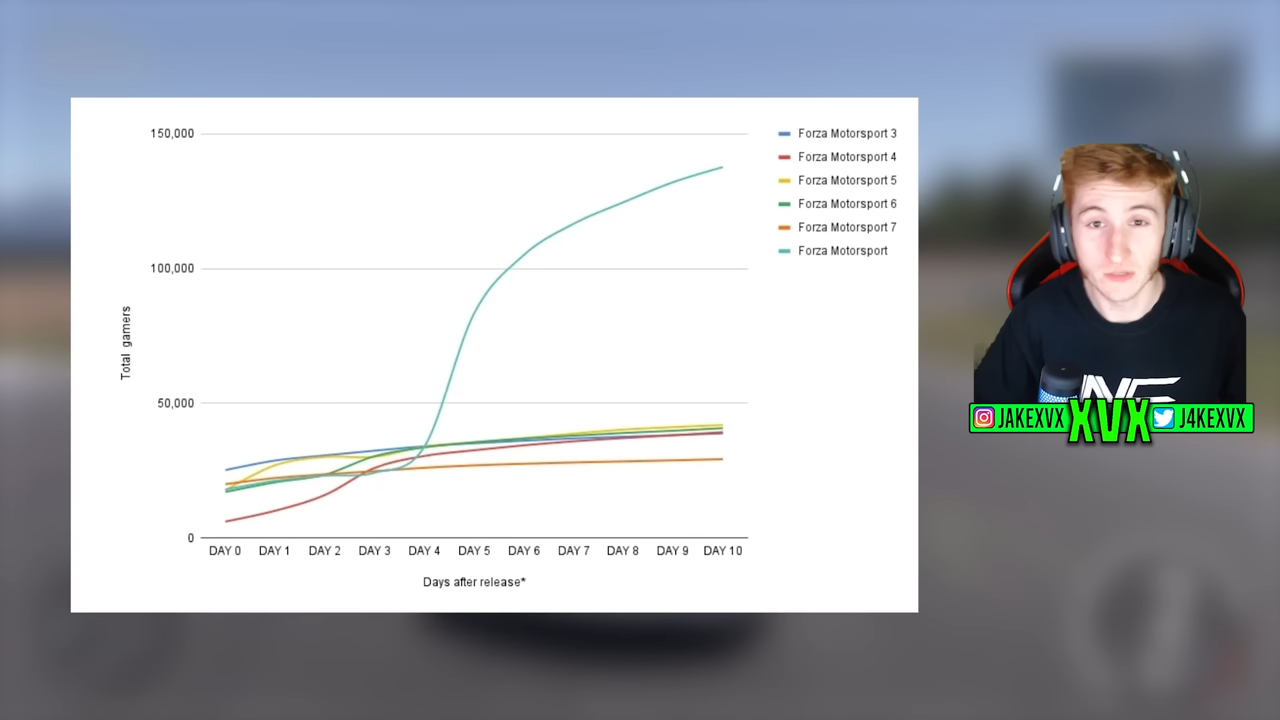 150,000
100,000
50,000
0
Total gamers
DAY 0 DAY 1 DAY 2 DAY 3 DAY 4 DAY 5 DAY 6 DAY 7 DAY 8 DAY 9 DAY 10
Days after release*
Forza Motorsport 3
Forza Motorsport 4
Forza Motorsport 5
Forza Motorsport 6
Forza Motorsport 7
Forza Motorsport
JAKEXVX XVX J4KEXVX